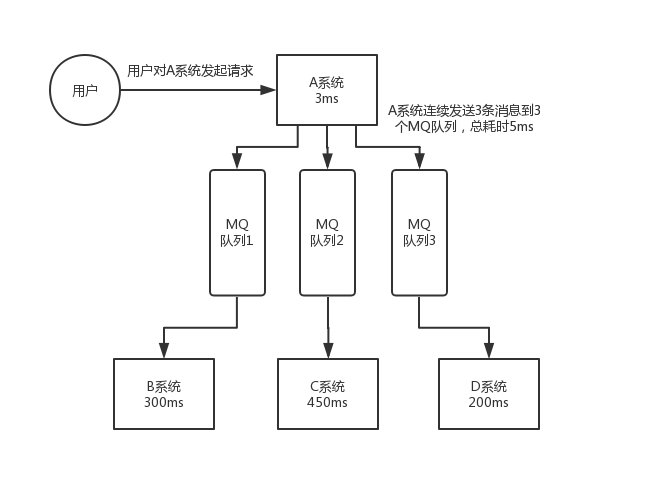 用户
用户对A系统发起请求
A系统
3ms
A系统连续发送3条消息到3
个MQ队列，总耗时5ms
MQ
队列1
MQ
队列2
MQ
队列3
B系统
300ms
C系统
450ms
D系统
200ms